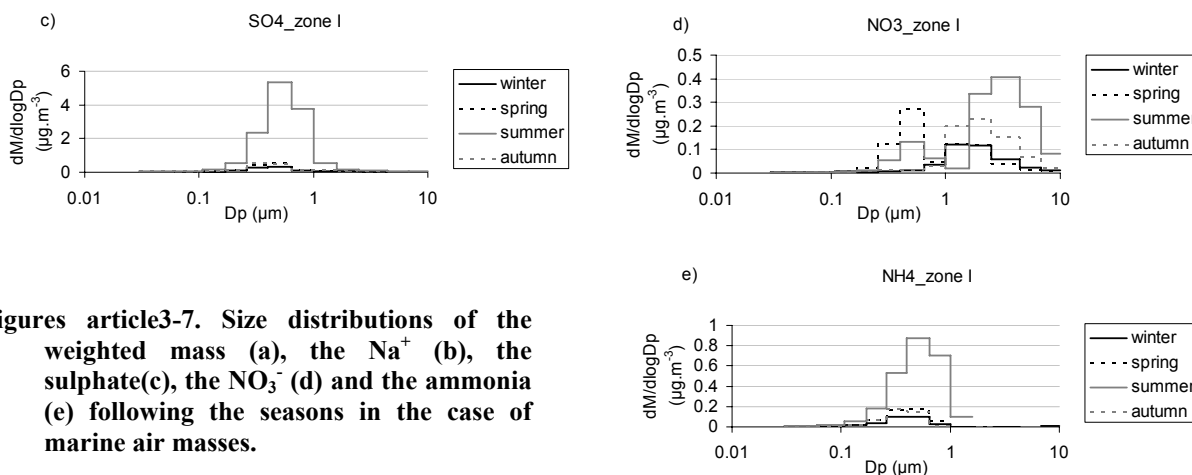 c)
SO4_zone I
dM/dlogDp
(µg.m-3)
6
4
2
0
0.01
0.1
1
10
Dp (µm)
winter
spring
summer
autumn
d)
NO3_zone I
dM/dlogDp
(µg.m-3)
0.5
0.4
0.3
0.2
0.1
0
0.01
0.1
1
10
Dp (µm)
winter
spring
summer
autumn
igures article3-7. Size distributions of the
weighted mass (a), the Na+ (b), the
sulphate(c), the NO3- (d) and the ammonia
(e) following the seasons in the case of
marine air masses.
e)
NH4_zone I
dM/dlogDp
(µg.m-3)
1
0.8
0.6
0.4
0.2
0
0.01
0.1
1
10
Dp (µm)
winter
spring
summer
autumn